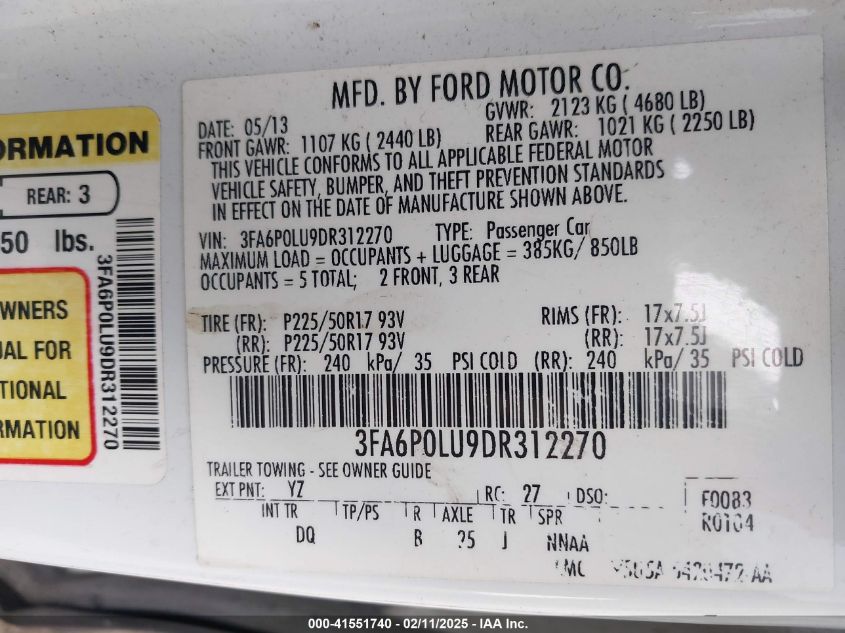 ORMATION
REAR: 3
50 lbs.
WNERS
UAL FOR
TIONAL
RMATION
3FA6P0LU9DR312270
MFD. BY FORD MOTOR CO.
DATE: 05/13 GVWR: 2123 KG ( 4680 LB)
FRONT GAWR: 1107 KG ( 2440 LB) REAR GAWR: 1021 KG ( 2250 LB)
THIS VEHICLE CONFORMS TO ALL APPLICABLE FEDERAL MOTOR
VEHICLE SAFETY, BUMPER, AND THEFT PREVENTION STANDARDS
IN EFFECT ON THE DATE OF MANUFACTURE SHOWN ABOVE.
VIN: 3FA6P0LU9DR312270 TYPE: Passenger Car
MAXIMUM LOAD = OCCUPANTS + LUGGAGE = 385KG/ 850LB
OCCUPANTS = 5 TOTAL; 2 FRONT, 3 REAR
TIRE (FR): P225/50R17 93V RIMS (FR): 17x7.5J
(RR): P225/50R17 93V (RR): 17x7.5J
PRESSURE (FR): 240 kPa/ 35 PSI COLD (RR): 240 kPa/ 35 PSI COLD
3FA6P0LU9DR312270
TRAILER TOWING - SEE OWNER GUIDE
EXT PNT: YZ RC: 27 DSO: F0083
INT TR TP/PS R AXLE TR SPR R0104
DQ B 25 J NNAA
000-41551740 - 02/11/2025 - IAA Inc.